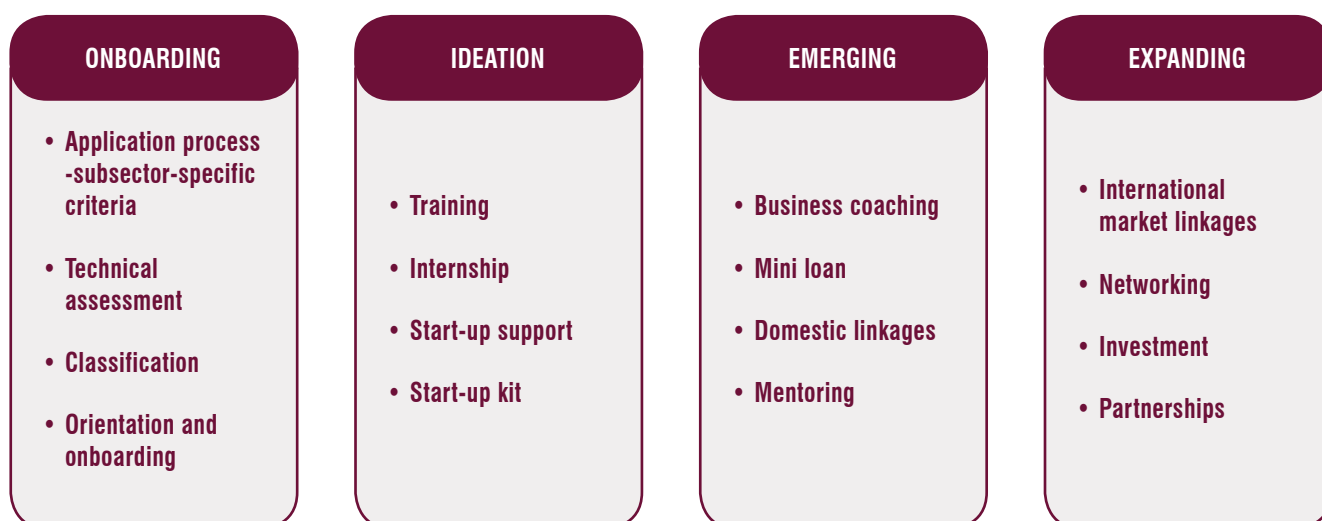 ONBOARDING
• Application process
-subsector-specific
criteria
• Technical
assessment
• Classification
• Orientation and
onboarding
IDEATION
• Training
• Internship
• Start-up support
• Start-up kit
EMERGING
• Business coaching
• Mini loan
• Domestic linkages
• Mentoring
EXPANDING
• International
market linkages
• Networking
• Investment
• Partnerships